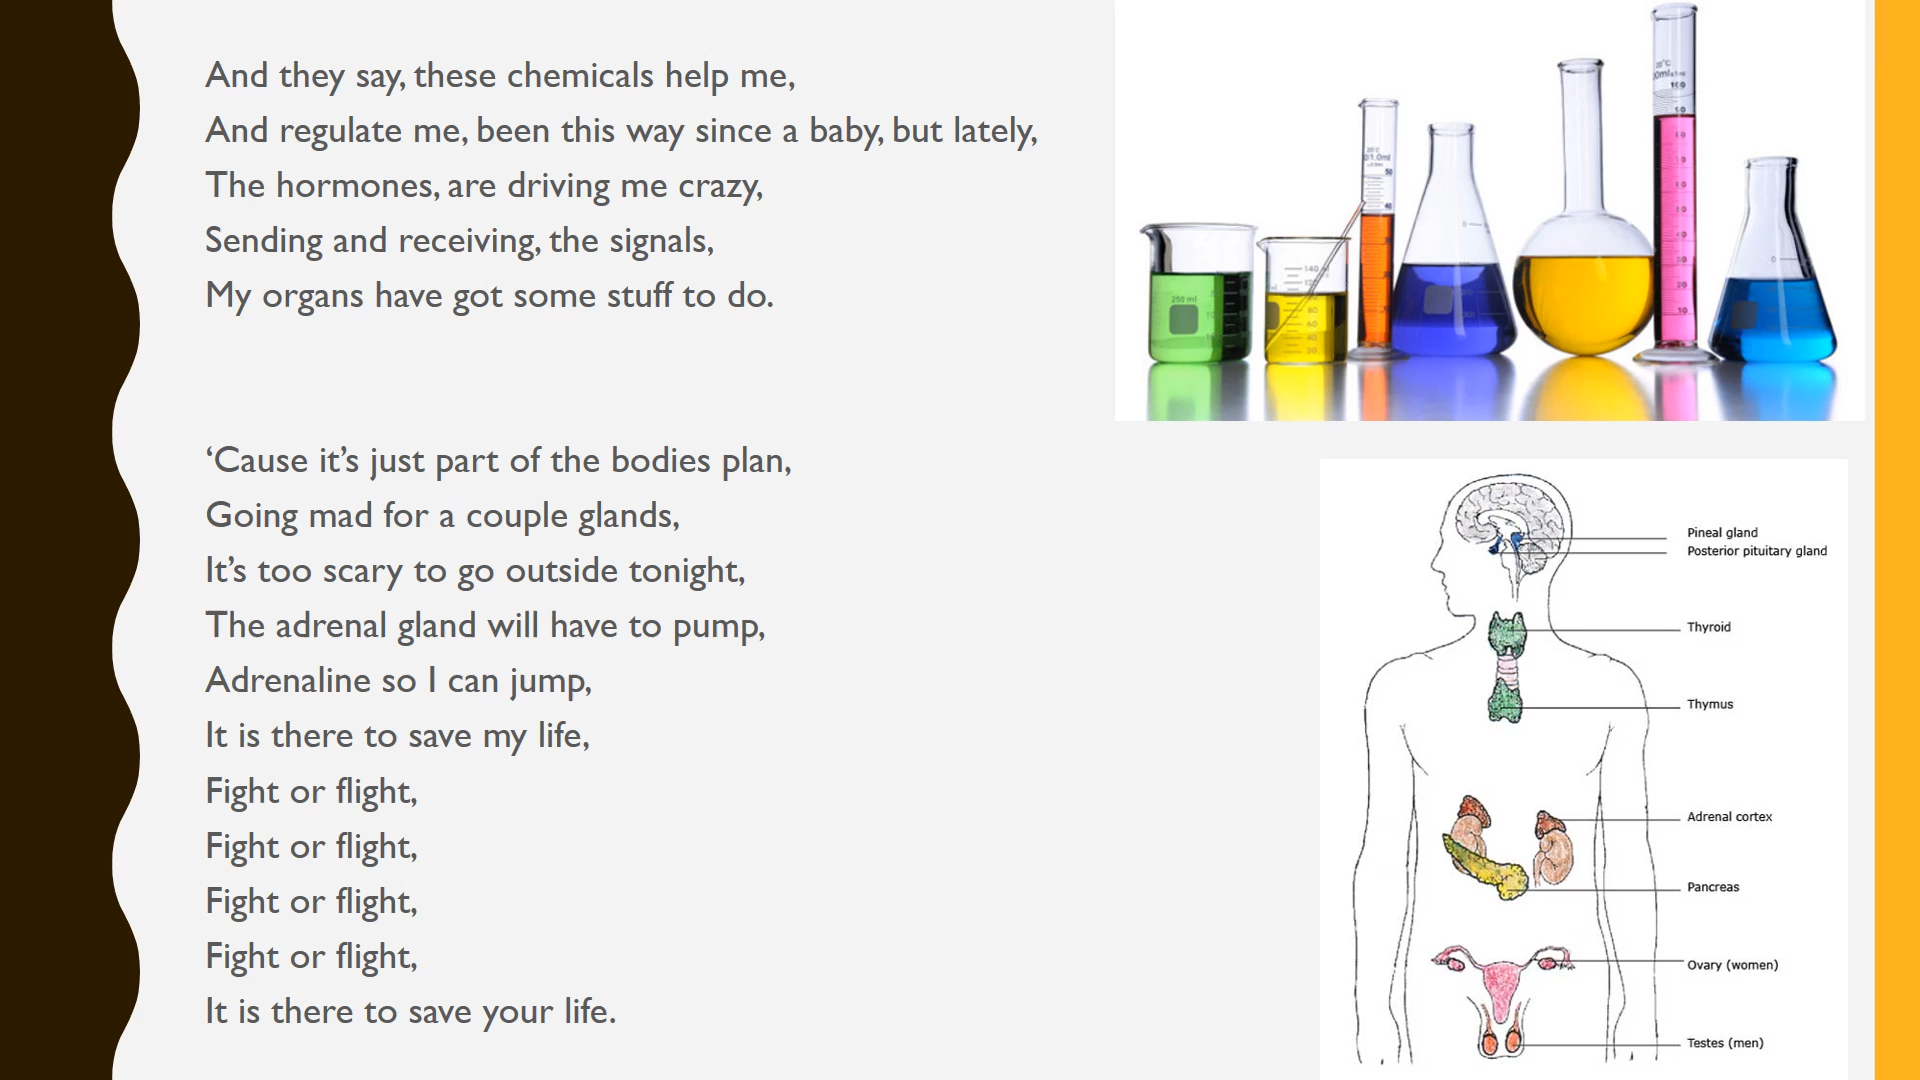 And they say, these chemicals help me,
And regulate me, been this way since a baby, but lately,
The hormones, are driving me crazy,
Sending and receiving, the signals,
My organs have got some stuff to do.
‘Cause it’s just part of the bodies plan,
Going mad for a couple glands,
It’s too scary to go outside tonight,
The adrenal gland will have to pump,
Adrenaline so I can jump,
It is there to save my life,
Fight or flight,
Fight or flight,
Fight or flight,
Fight or flight,
It is there to save your life.
250 ml
Pineal gland
Posterior pituitary gland
Thyroid
Thymus
Adrenal cortex
Pancreas
Ovary (women)
Testes (men)